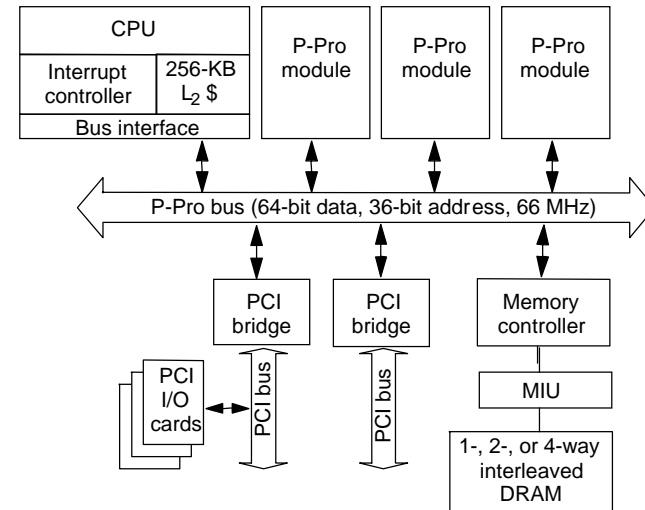 CPU
Interrupt
controller
256-KB
L2 $
Bus interface
P-Pro
module
P-Pro
module
P-Pro
module
P-Pro bus (64-bit data, 36-bit address, 66 MHz)
PCI
bridge
PCI
bridge
Memory
controller
PCI
I/O
cards
PCI bus
PCI bus
MIU
1-, 2-, or 4-way
interleaved
DRAM